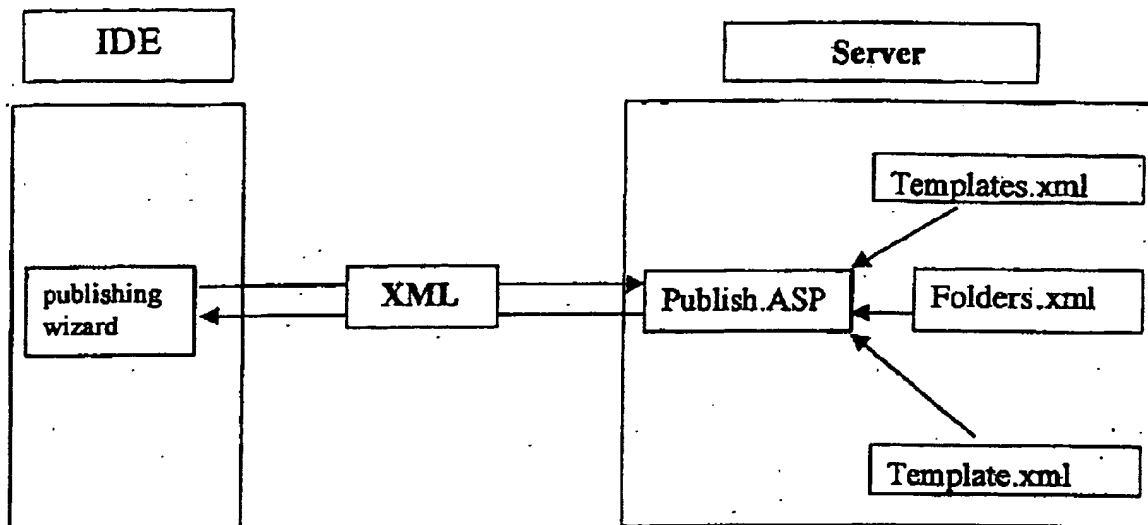 IDE
Server
Templates.xml
publishing
wizard
XML
Publish.ASP
Folders.xml
Template.xml